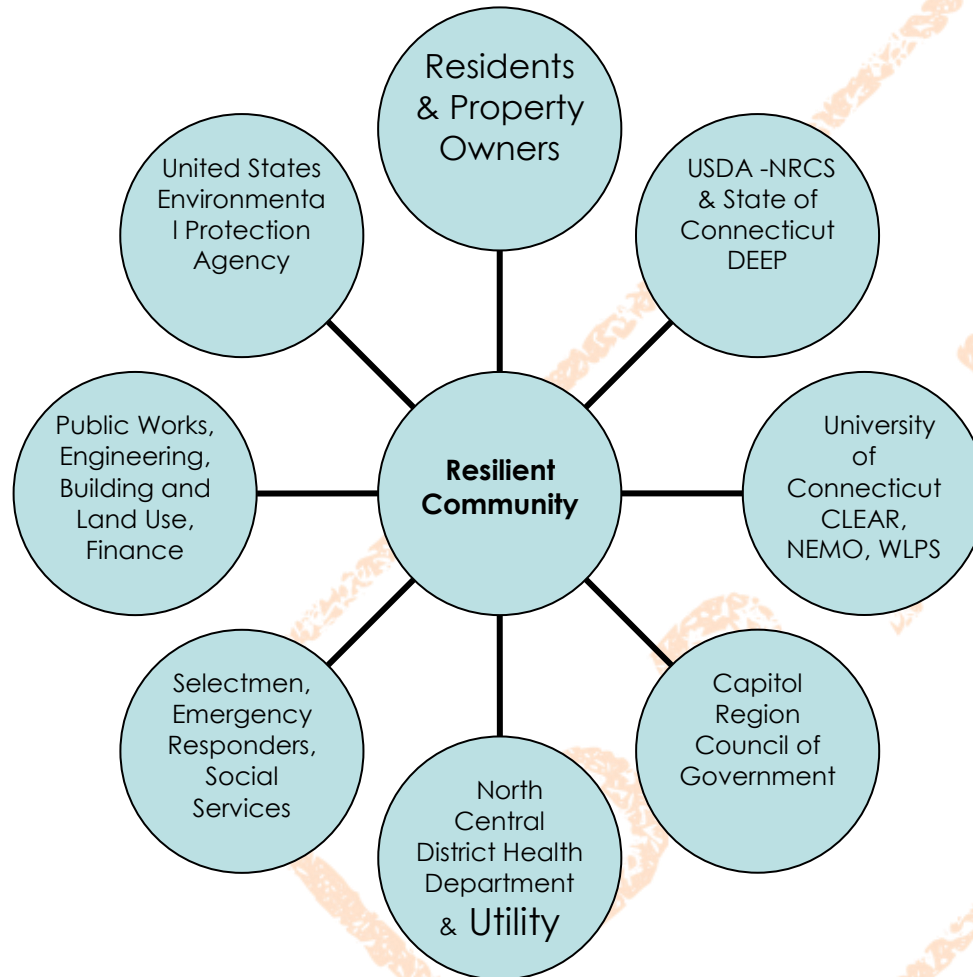 Residents
& Property
Owners
United States
Environmenta
l Protection
Agency
USDA -NRCS
& State of
Connecticut
DEEP
Public Works,
Engineering,
Building and
Land Use,
Finance
Resilient
Community
University
of
Connecticut
CLEAR,
NEMO, WLPS
Selectmen,
Emergency
Responders,
Social
Services
Capitol
Region
Council of
Government
North
Central
District Health
Department
& Utility